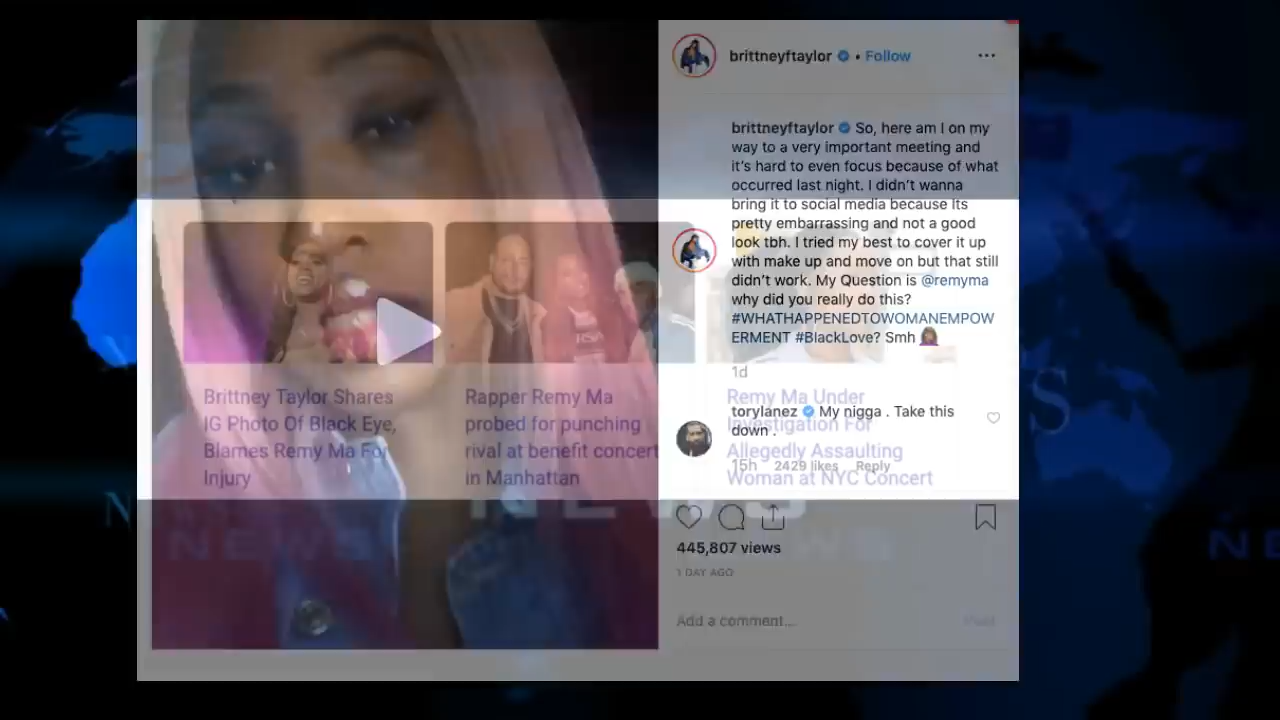 brittneyftaylor • Follow
brittneyftaylor So, here am I on my
way to a very important meeting and
it's hard to even focus because of what
occurred last night. I didn't wanna
bring it to social media because Its
pretty embarrassing and not a good
look tbh. I tried my best to cover it up
with make up and move on but that still
didn't work. My Question is @remyma
why did you really do this?
#WHATHAPPENEDTOWOMANEMPOW
ERMENT #BlackLove? Smh 🤦🏾‍♀️
1d
torylanez My nigga . Take this
down .
15h 2429 likes Reply
445,807 views
1 DAY AGO
Add a comment...
Post
Brittney Taylor Shares
IG Photo Of Black Eye,
Blames Remy Ma For
Injury
Rapper Remy Ma
probed for punching
rival at benefit concert
in Manhattan
Remy Ma Under
Investigation For
Allegedly Assaulting
Woman at NYC Concert
NEWS
NEWS